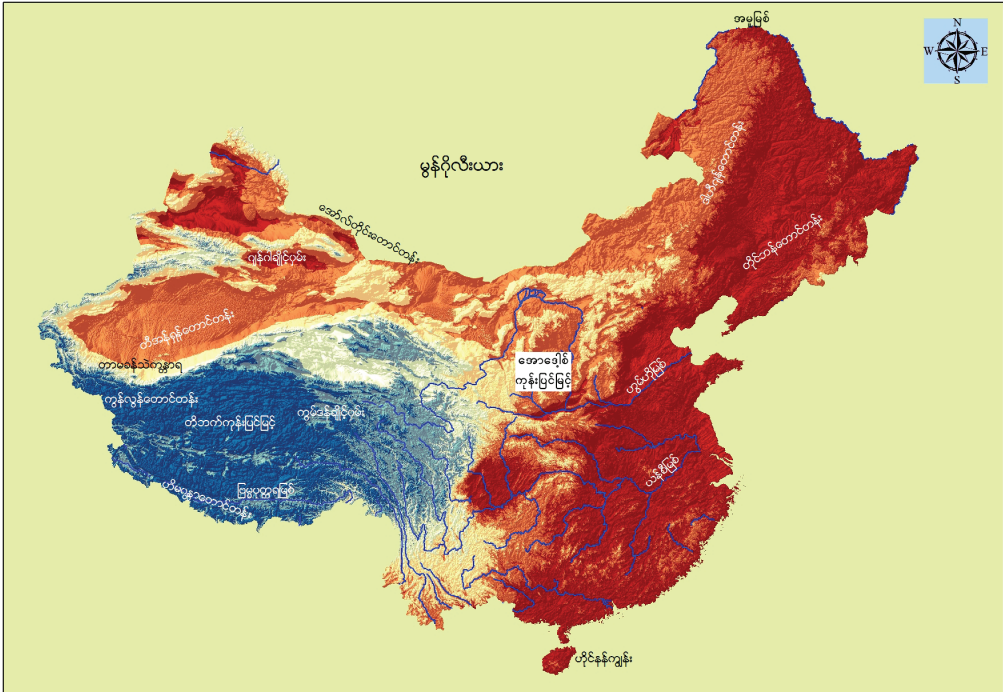 အမူမြစ်
N
W E
S
မွန်ဂိုလီးယား
ဒါဟီဂျန်တောင်တန်း
အော်လ်တိုင်းတောင်တန်း
တိုင်ဘန်တောင်တန်း
ဂျန်ဂါချိုင့်ဝှမ်း
တီအန်ရှန်တောင်တန်း
အောဒေါ့စ်
ကုန်းပြင်မြင့်
တာမစန်သဲကန္တာရ
ဟွမ်ဟိုမြစ်
ကွန်လွန်တောင်တန်း
ကွမ်ဒန်ချိုင့်ဝှမ်း
တိဘက်ကုန်းပြင်မြင့်
ယန်စီမြစ်
ဟိမဝန္တာတောင်တန်း
ဗြဟ္မပုတ္တရမြစ်
ဟိုင်နန်ကျွန်း